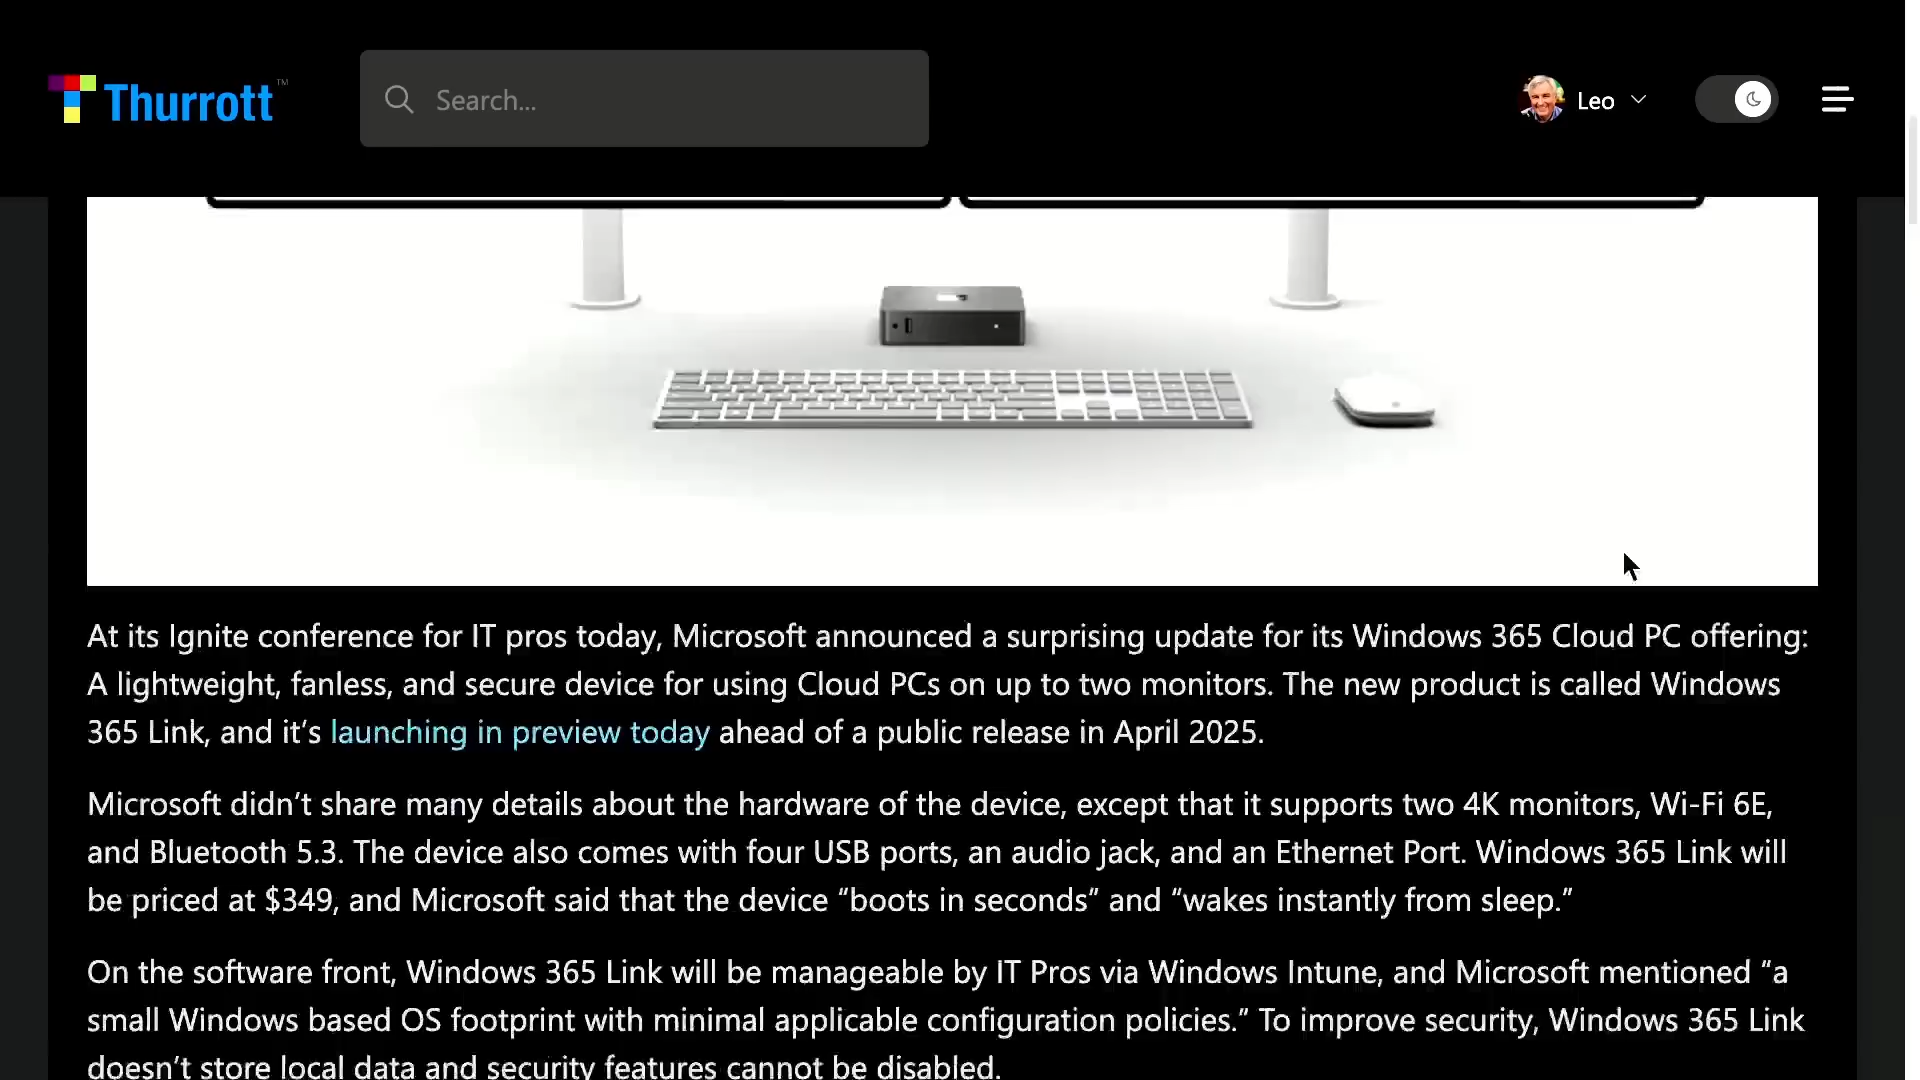 Thurrott™
Search...
Leo
At its Ignite conference for IT pros today, Microsoft announced a surprising update for its Windows 365 Cloud PC offering:
A lightweight, fanless, and secure device for using Cloud PCs on up to two monitors. The new product is called Windows
365 Link, and it’s launching in preview today ahead of a public release in April 2025.
Microsoft didn’t share many details about the hardware of the device, except that it supports two 4K monitors, Wi-Fi 6E,
and Bluetooth 5.3. The device also comes with four USB ports, an audio jack, and an Ethernet Port. Windows 365 Link will
be priced at $349, and Microsoft said that the device “boots in seconds” and “wakes instantly from sleep.”
On the software front, Windows 365 Link will be manageable by IT Pros via Windows Intune, and Microsoft mentioned “a
small Windows based OS footprint with minimal applicable configuration policies.” To improve security, Windows 365 Link
doesn’t store local data and security features cannot be disabled.